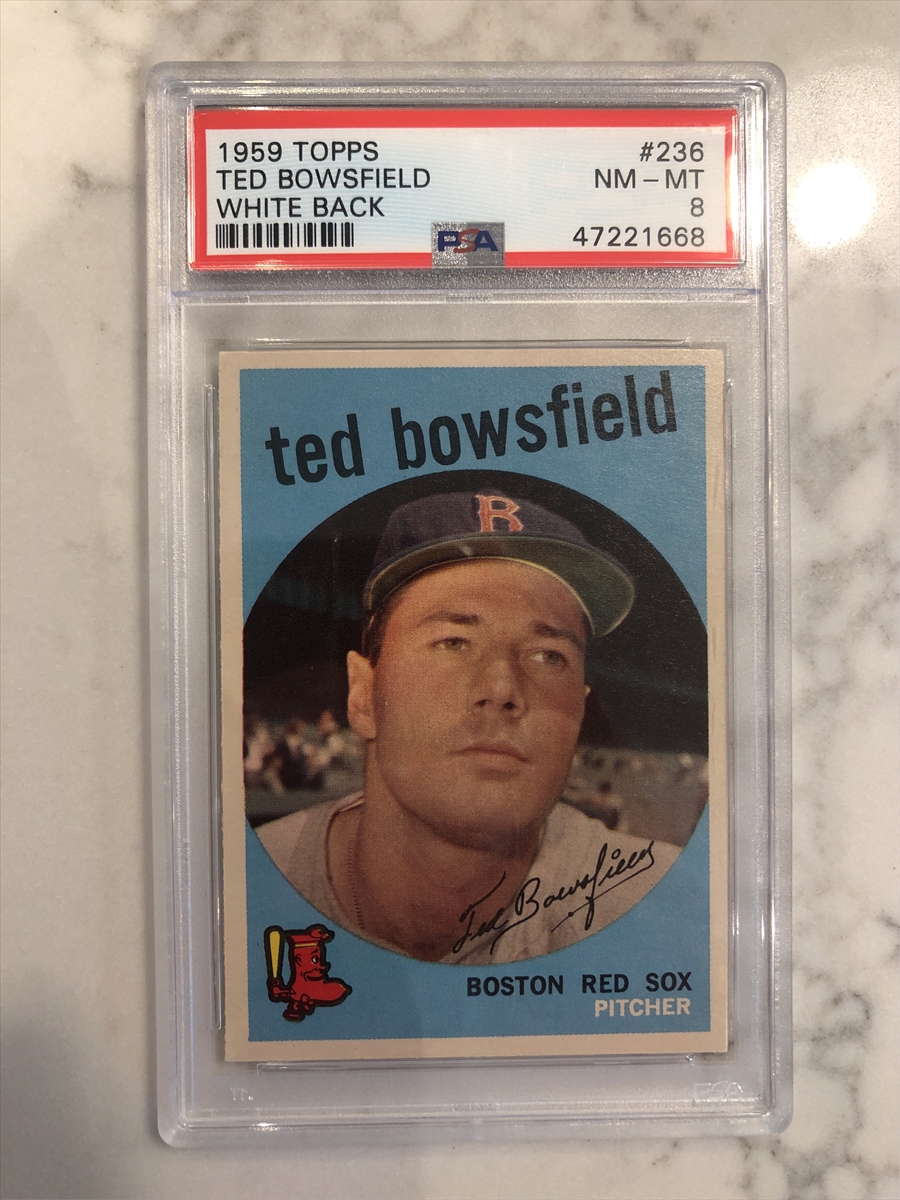 1959 TOPPS #236
TED BOWSFIELD NM - MT
WHITE BACK 8
PSA 47221668
ted bowsfield
B
Ted Bowsfield
BOSTON RED SOX
PITCHER